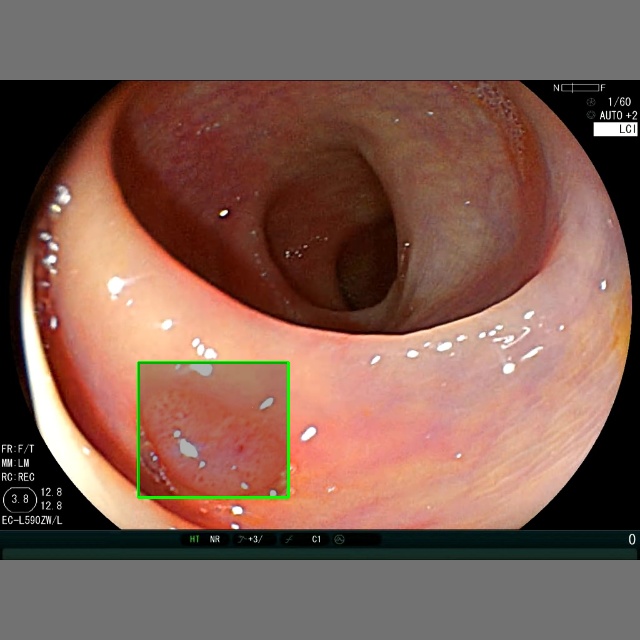 N F
1/60
AUTO +2
LCI
FR:F/T
MM:LM
RC:REC
3.8
12.8
12.8
EC-L590ZW/L
HT NR +3/ C1
0